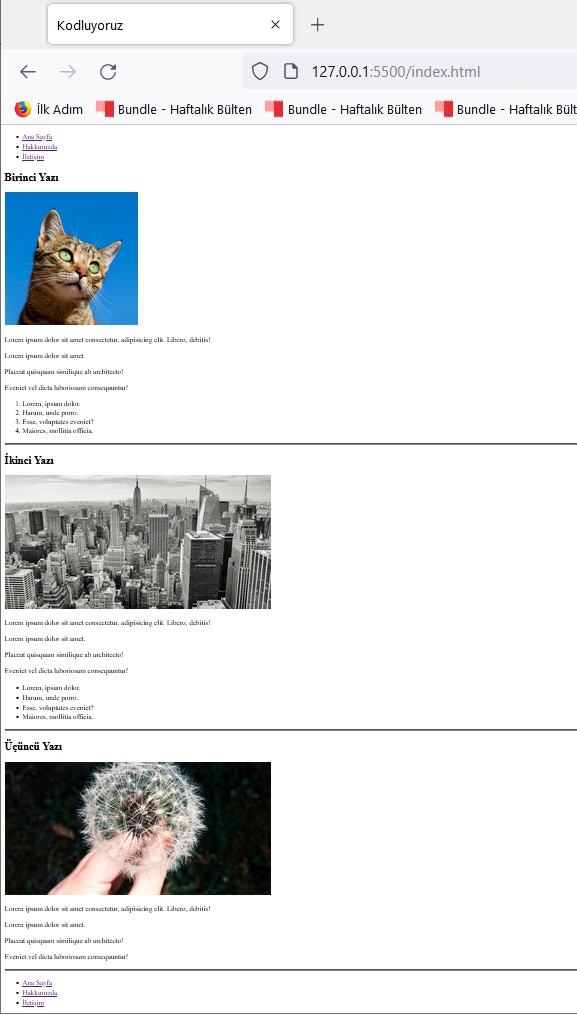 Kodluyoruz
127.0.0.1:5500/index.html
İlk Adım Bundle - Haftalık Bülten Bundle - Haftalık Bülten Bundle - Haftalık Bült
Ana Sayfa
Hakkımızda
İletişim
Birinci Yazı
Lorem ipsum dolor sit amet consectetur, adipisicing elit. Libero, debitis!
Lorem ipsum dolor sit amet.
Placeat quisquam similique ab architecto!
Eveniet vel dicta laboriosam consequuntur!
1. Lorem, ipsum dolor.
2. Harum, unde porro.
3. Esse, voluptates eveniet?
4. Maiores, mollitia officia.
İkinci Yazı
Lorem ipsum dolor sit amet consectetur, adipisicing elit. Libero, debitis!
Lorem ipsum dolor sit amet.
Placeat quisquam similique ab architecto!
Eveniet vel dicta laboriosam consequuntur!
Lorem, ipsum dolor.
Harum, unde porro.
Esse, voluptates eveniet?
Maiores, mollitia officia.
Üçüncü Yazı
Lorem ipsum dolor sit amet consectetur, adipisicing elit. Libero, debitis!
Lorem ipsum dolor sit amet.
Placeat quisquam similique ab architecto!
Eveniet vel dicta laboriosam consequuntur!
Ana Sayfa
Hakkımızda
İletişim